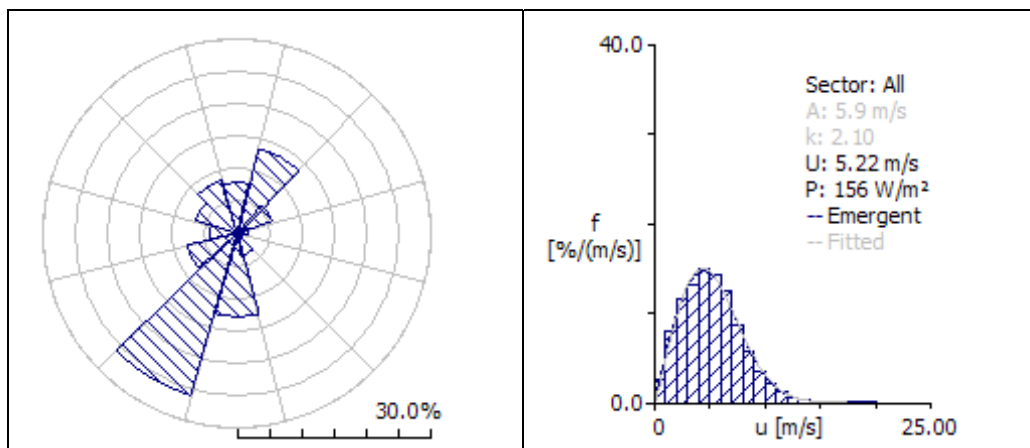 30.0%
40.0
Sector: All
A: 5.9 m/s
k: 2.10
U: 5.22 m/s
P: 156 W/m²
-- Emergent
-- Fitted
f
[%/(m/s)]
0.0
0
u [m/s]
25.00